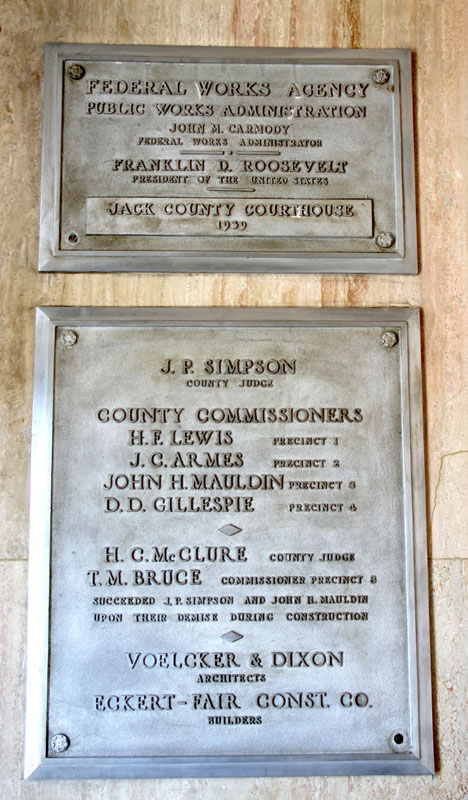 FEDERAL WORKS AGENCY
PUBLIC WORKS ADMINISTRATION
JOHN M. CARMODY
FEDERAL WORKS ADMINISTRATOR
FRANKLIN D. ROOSEVELT
PRESIDENT OF THE UNITED STATES
JACK COUNTY COURTHOUSE
1939
J. P. SIMPSON
COUNTY JUDGE
COUNTY COMMISSIONERS
H. F. LEWIS PRECINCT 1
J. C. ARMES PRECINCT 2
JOHN H. MAULDIN PRECINCT 3
D. D. GILLESPIE PRECINCT 4
H. C. McCLURE COUNTY JUDGE
T. M. BRUCE COMMISSIONER PRECINCT 3
SUCCEEDED J. P. SIMPSON AND JOHN H. MAULDIN
UPON THEIR DEMISE DURING CONSTRUCTION
VOELCKER & DIXON
ARCHITECTS
ECKERT-FAIR CONST. CO.
BUILDERS